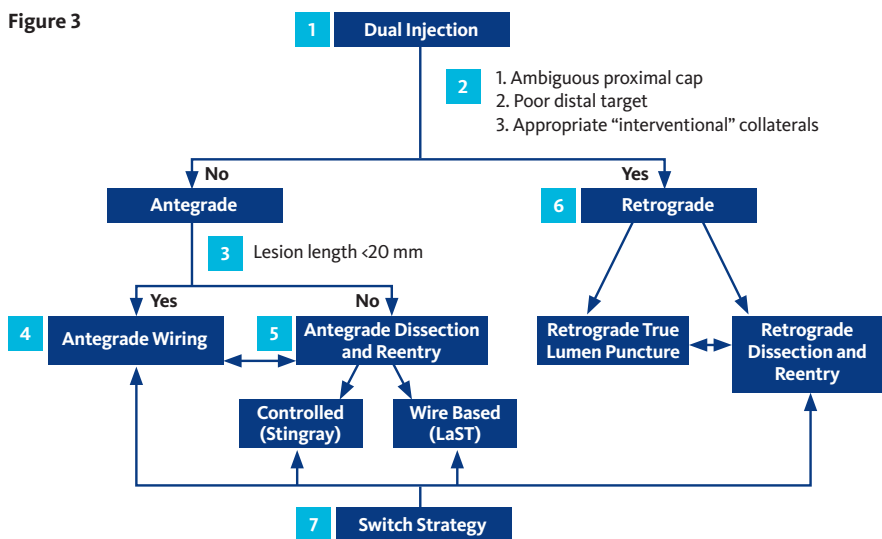 Figure 3
1 Dual Injection
2
1. Ambiguous proximal cap
2. Poor distal target
3. Appropriate “interventional” collaterals
No
Yes
Antegrade
6 Retrograde
3 Lesion length <20 mm
Yes
No
4 Antegrade Wiring
5 Antegrade Dissection
and Reentry
Retrograde True
Lumen Puncture
Retrograde
Dissection and
Reentry
Controlled
(Stingray)
Wire Based
(LaST)
7 Switch Strategy